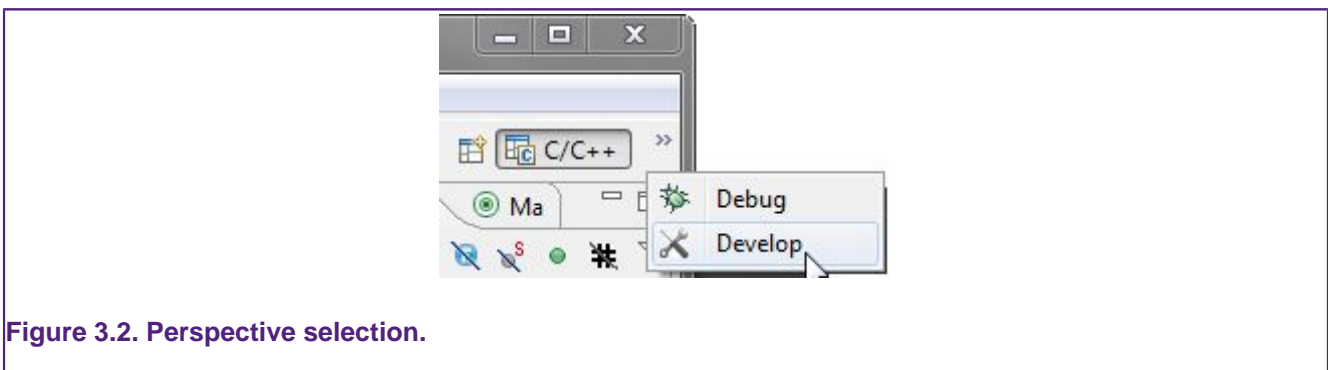 C/C++ »
Ma
S
Debug
Develop
Figure 3.2. Perspective selection.